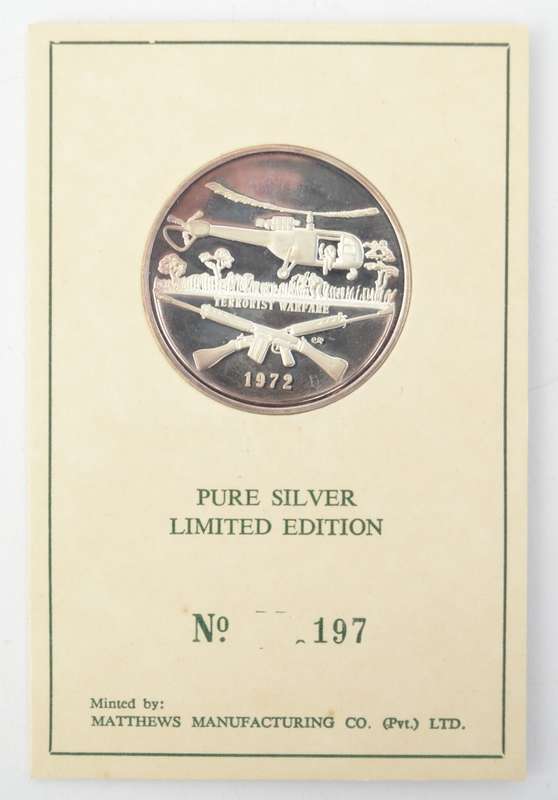 TERRORIST WARFARE
1972
PURE SILVER
LIMITED EDITION
Nº 197
Minted by:
MATTHEWS MANUFACTURING CO. (Pvt.) LTD.